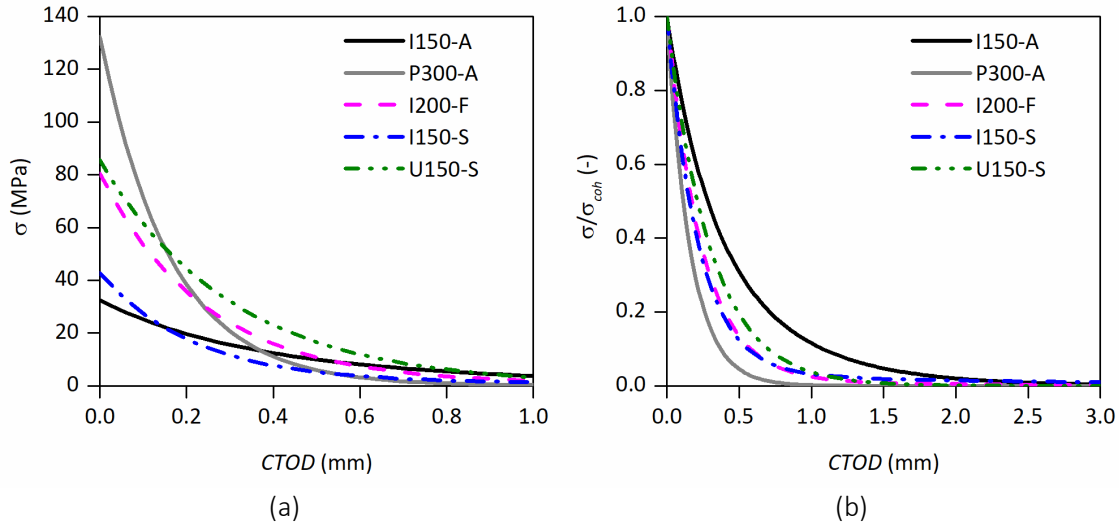 140
120
100
80
60
40
20
0
σ (MPa)
0.0 0.2 0.4 0.6 0.8 1.0
CTOD (mm)
I150-A
P300-A
I200-F
I150-S
U150-S
(a)
1.0
0.8
0.6
0.4
0.2
0.0
σ/σcoh (-)
0.0 0.5 1.0 1.5 2.0 2.5 3.0
CTOD (mm)
I150-A
P300-A
I200-F
I150-S
U150-S
(b)